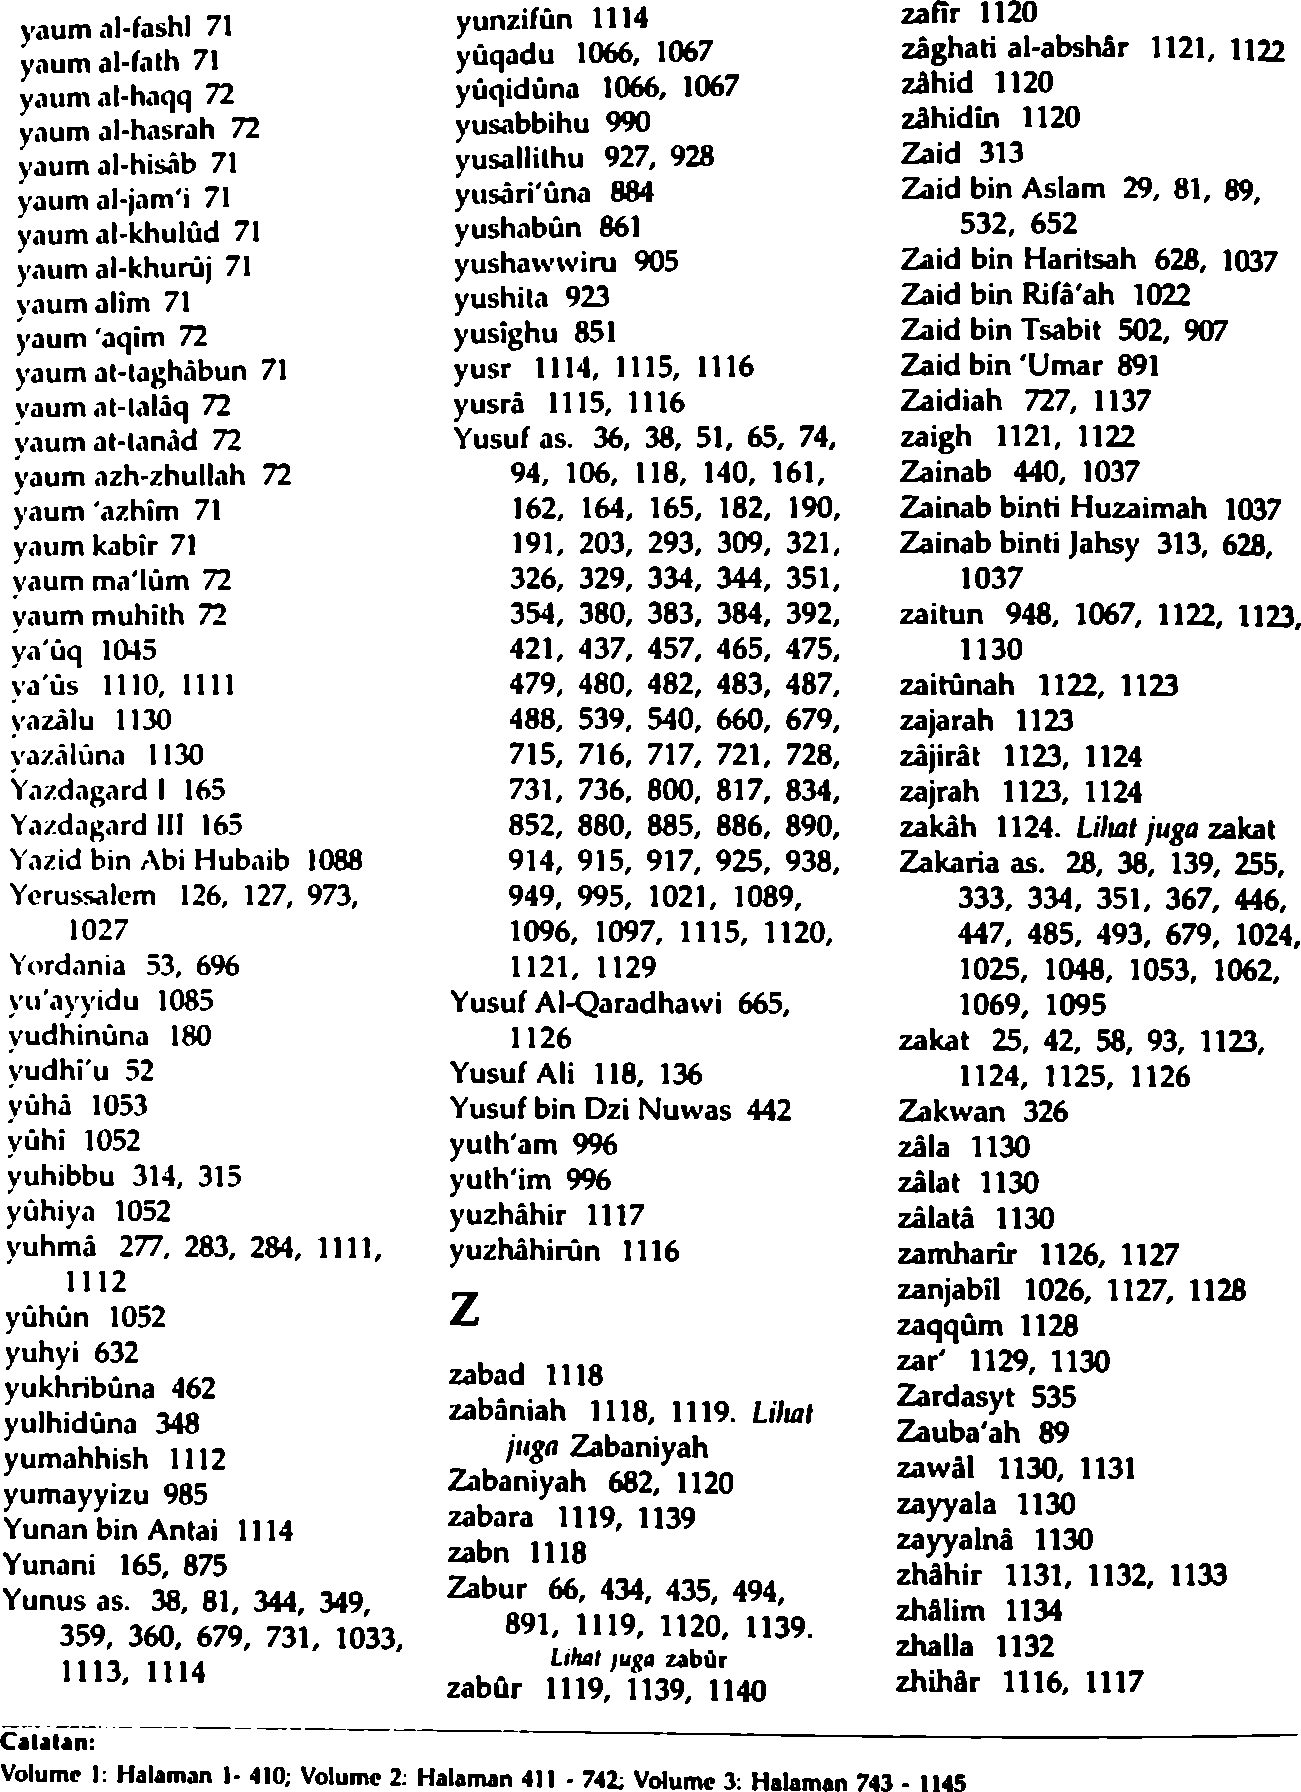 yaum al-fashl 71
yaum al-fath 71
yaum al-haqq 72
yaum al-hasrah 72
yaum al-hisâb 71
yaum al-jam'i 71
yaum al-khulûd 71
yaum al-khurûj 71
yaum alîm 71
yaum 'aqim 72
yaum at-taghâbun 71
yaum at-talâq 72
yaum at-tanâd 72
yaum azh-zhullah 72
yaum 'azhîm 71
yaum kabîr 71
yaum ma'lûm 72
yaum muhîth 72
ya'ûq 1045
ya'ûs 1110, 1111
yazâlu 1130
yazâlûna 1130
Yazdagard I 165
Yazdagard III 165
Yazid bin Abi Hubaib 1088
Yerussalem 126, 127, 973,
1027
Yordania 53, 696
yu'ayyidu 1085
yudhinûna 180
yudhî'u 52
yûhâ 1053
yûhî 1052
yuhibbu 314, 315
yûhiya 1052
yuhmâ 277, 283, 284, 1111,
1112
yûhûn 1052
yuhyi 632
yukhribûna 462
yulhidûna 348
yumahhish 1112
yumayyizu 985
Yunan bin Antai 1114
Yunani 165, 875
Yunus as. 38, 81, 344, 349,
359, 360, 679, 731, 1033,
1113, 1114
yunzifûn 1114
yûqadu 1066, 1067
yûqidûna 1066, 1067
yusabbihu 990
yusallithu 927, 928
yusâri'ûna 884
yushabûn 861
yushawwiru 905
yushita 923
yusîghu 851
yusr 1114, 1115, 1116
yusrâ 1115, 1116
Yusuf as. 36, 38, 51, 65, 74,
94, 106, 118, 140, 161,
162, 164, 165, 182, 190,
191, 203, 293, 309, 321,
326, 329, 334, 344, 351,
354, 380, 383, 384, 392,
421, 437, 457, 465, 475,
479, 480, 482, 483, 487,
488, 539, 540, 660, 679,
715, 716, 717, 721, 728,
731, 736, 800, 817, 834,
852, 880, 885, 886, 890,
914, 915, 917, 925, 938,
949, 995, 1021, 1089,
1096, 1097, 1115, 1120,
1121, 1129
Yusuf Al-Qaradhawi 665,
1126
Yusuf Ali 118, 136
Yusuf bin Dzi Nuwas 442
yuth'am 996
yuth'im 996
yuzhâhir 1117
yuzhâhirûn 1116
Z
zabad 1118
zabâniah 1118, 1119. Lihat
juga Zabaniyah
Zabaniyah 682, 1120
zabara 1119, 1139
zabn 1118
Zabur 66, 434, 435, 494,
891, 1119, 1120, 1139.
Lihat juga zabûr
zabûr 1119, 1139, 1140
zafîr 1120
zâghati al-abshâr 1121, 1122
zâhid 1120
zâhidîn 1120
Zaid 313
Zaid bin Aslam 29, 81, 89,
532, 652
Zaid bin Haritsah 628, 1037
Zaid bin Rifâ'ah 1022
Zaid bin Tsabit 502, 907
Zaid bin 'Umar 891
Zaidiah 727, 1137
zaigh 1121, 1122
Zainab 440, 1037
Zainab binti Huzaimah 1037
Zainab binti Jahsy 313, 628,
1037
zaitun 948, 1067, 1122, 1123,
1130
zaitûnah 1122, 1123
zajarah 1123
zâjirât 1123, 1124
zajrah 1123, 1124
zakâh 1124. Lihat juga zakat
Zakaria as. 28, 38, 139, 255,
333, 334, 351, 367, 446,
447, 485, 493, 679, 1024,
1025, 1048, 1053, 1062,
1069, 1095
zakat 25, 42, 58, 93, 1123,
1124, 1125, 1126
Zakwan 326
zâla 1130
zâlat 1130
zâlatâ 1130
zamharîr 1126, 1127
zanjabîl 1026, 1127, 1128
zaqqûm 1128
zar' 1129, 1130
Zardasyt 535
Zauba'ah 89
zawâl 1130, 1131
zayyala 1130
zayyalnâ 1130
zhâhir 1131, 1132, 1133
zhâlim 1134
zhalla 1132
zhihâr 1116, 1117
Catatan:
Volume 1: Halaman 1- 410; Volume 2: Halaman 411 - 742; Volume 3: Halaman 743 - 1145